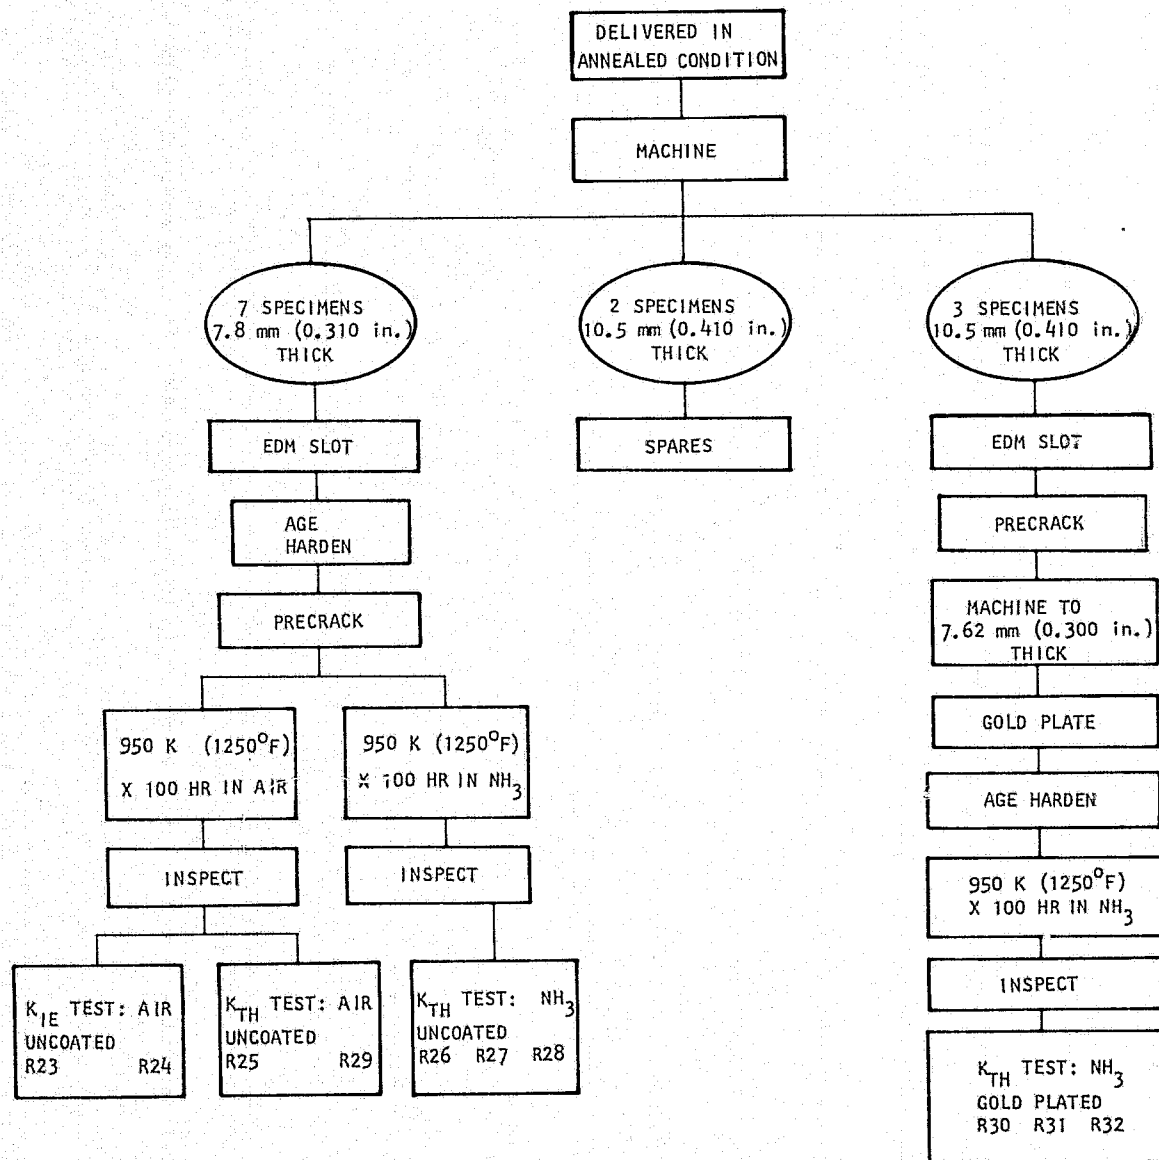 DELIVERED IN
ANNEALED CONDITION
MACHINE
7 SPECIMENS
7.8 mm (0.310 in.)
THICK
2 SPECIMENS
10.5 mm (0.410 in.)
THICK
3 SPECIMENS
10.5 mm (0.410 in.)
THICK
EDM SLOT
AGE
HARDEN
PRECRACK
SPARES
EDM SLOT
PRECRACK
MACHINE TO
7.62 mm (0.300 in.)
THICK
GOLD PLATE
AGE HARDEN
950 K (1250°F)
X 100 HR IN NH3
INSPECT
KTH TEST: NH3
GOLD PLATED
R30 R31 R32
950 K (1250°F)
X 100 HR IN AIR
INSPECT
950 K (1250°F)
X 100 HR IN NH3
INSPECT
KIE TEST: AIR
UNCOATED
R23 R24
KTH TEST: AIR
UNCOATED
R25 R29
KTH TEST: NH3
UNCOATED
R26 R27 R28